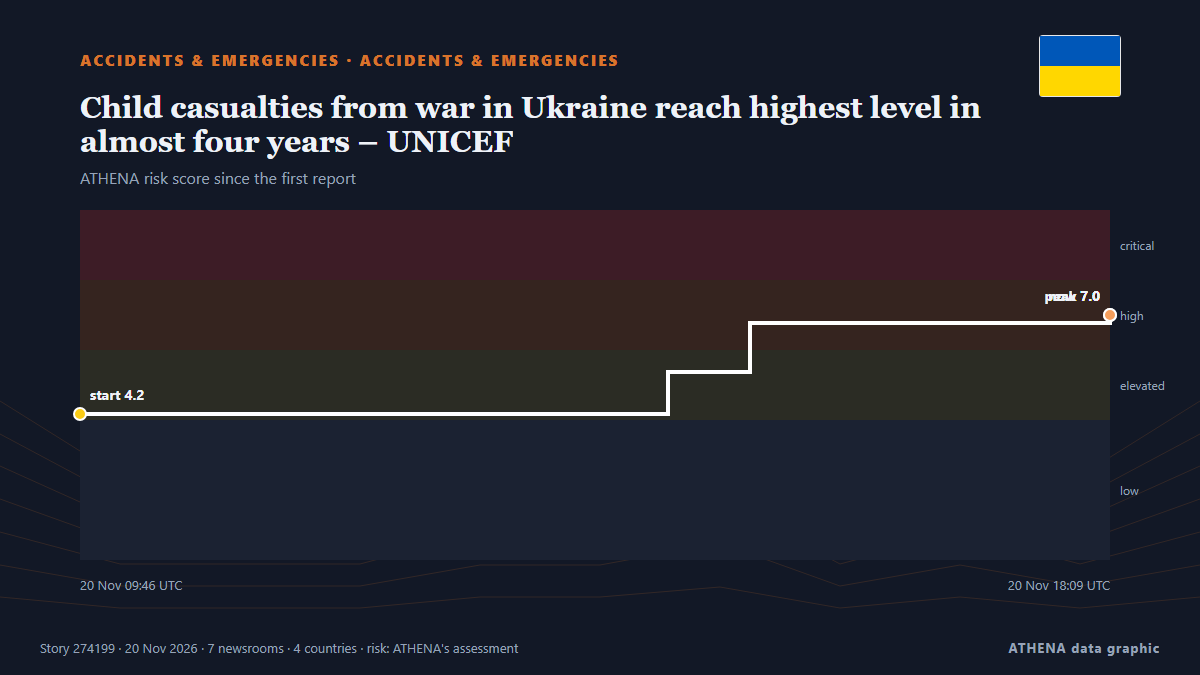 ACCIDENTS & EMERGENCIES · ACCIDENTS & EMERGENCIES
Child casualties from war in Ukraine reach highest level in
almost four years – UNICEF
ATHENA risk score since the first report
critical
peak 7.0
high
start 4.2
elevated
low
20 Nov 09:46 UTC
20 Nov 18:09 UTC
Story 274199 · 20 Nov 2026 · 7 newsrooms · 4 countries · risk: ATHENA's assessment
ATHENA data graphic